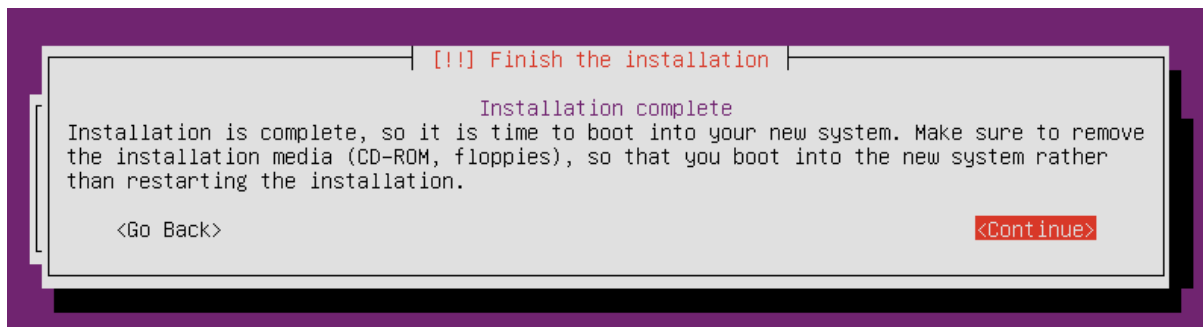 [!!] Finish the installation
Installation complete
Installation is complete, so it is time to boot into your new system. Make sure to remove
the installation media (CD-ROM, floppies), so that you boot into the new system rather
than restarting the installation.
<Go Back> <Continue>